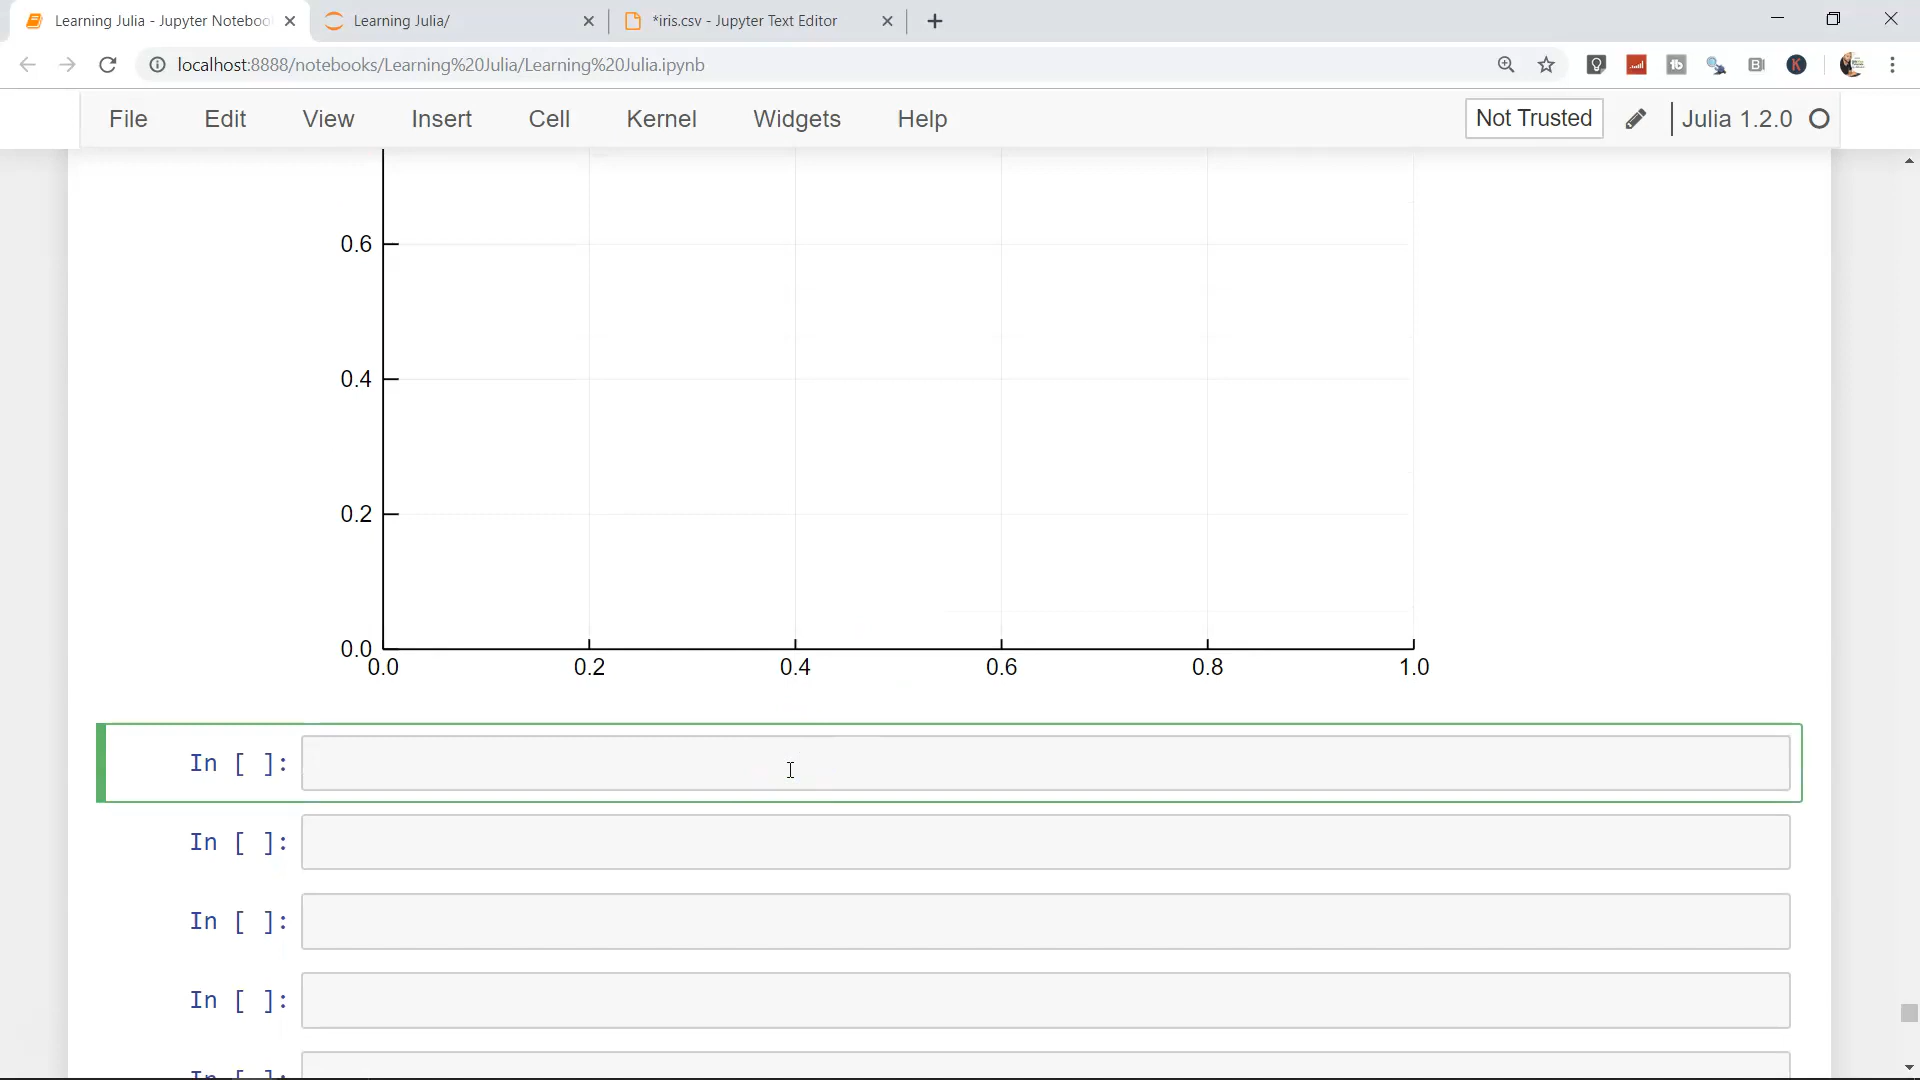 Learning Julia - Jupyter Noteboo
Learning Julia/
*iris.csv - Jupyter Text Editor
localhost:8888/notebooks/Learning%20Julia/Learning%20Julia.ipynb
File Edit View Insert Cell Kernel Widgets Help
Not Trusted
Julia 1.2.0
0.6
0.4
0.2
0.0
0.0 0.2 0.4 0.6 0.8 1.0
In [ ]:
In [ ]:
In [ ]:
In [ ]:
In [ ]: